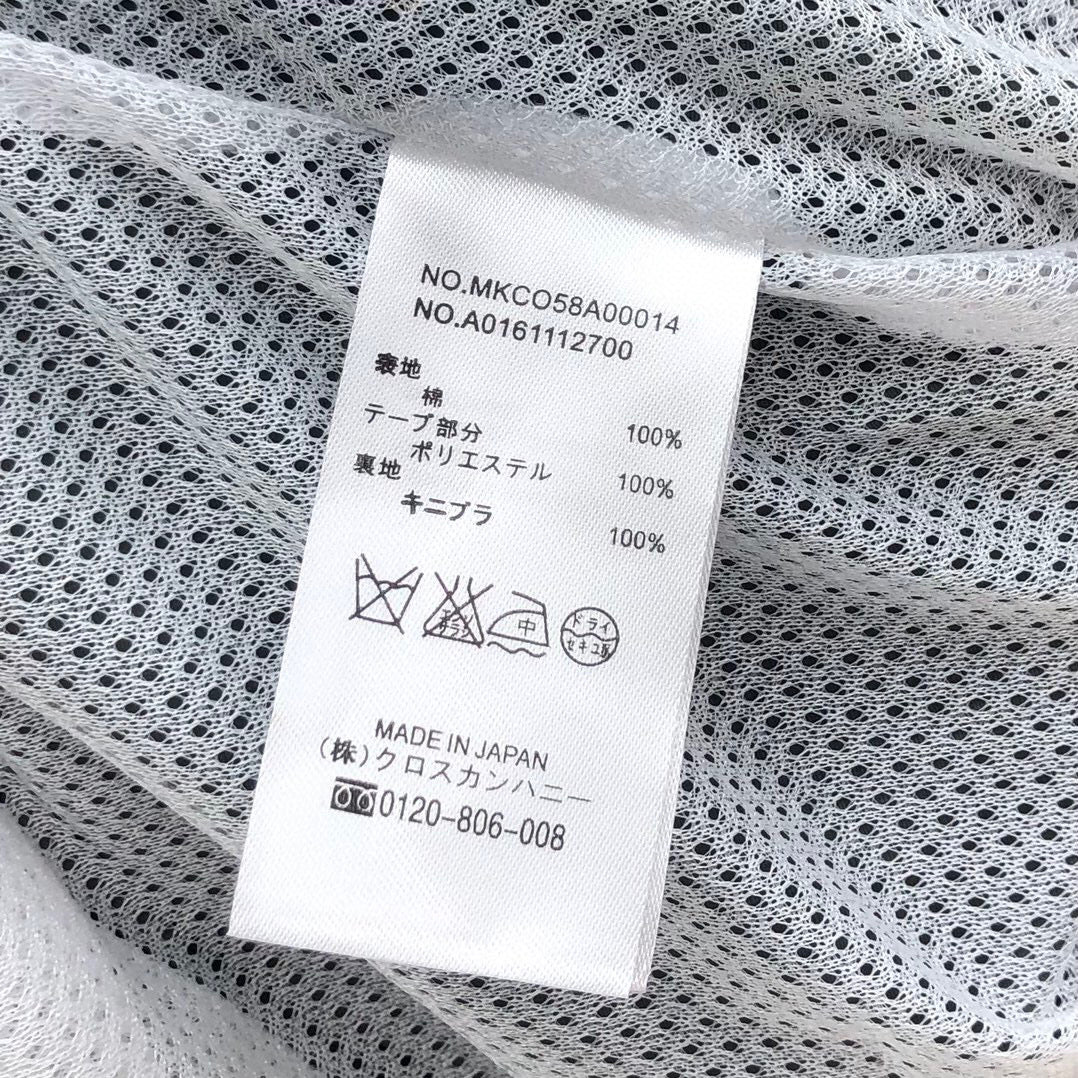 NO.MKCO58A00014
NO.A0161112700
表地
棉 100%
テープ部分
ポリエステル 100%
裏地
キニプラ 100%
中
ドライ
セキユ系
MADE IN JAPAN
(株)クロスカンハニー
0120-806-008